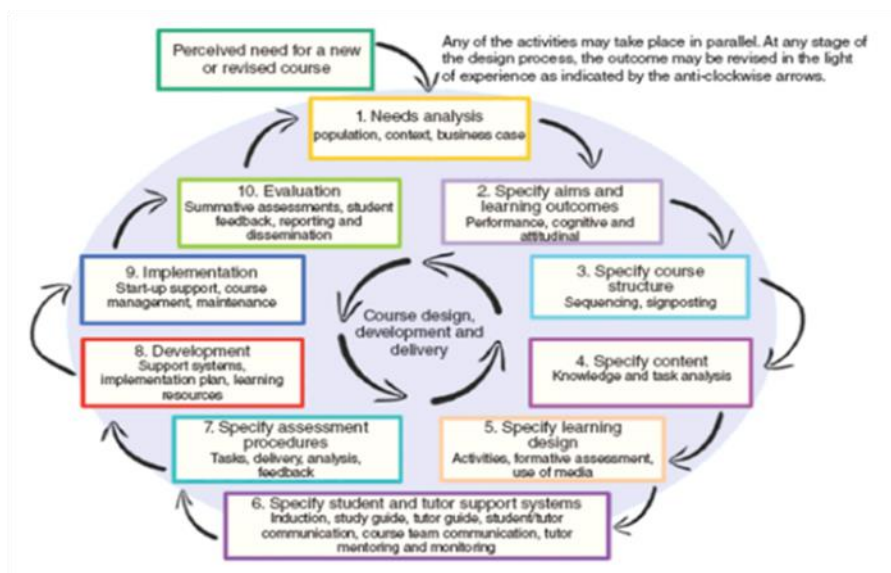 Perceived need for a new
or revised course
Any of the activities may take place in parallel. At any stage of
the design process, the outcome may be revised in the light
of experience as indicated by the anti-clockwise arrows.
1. Needs analysis
population, context, business case
2. Specify aims and
learning outcomes
Performance, cognitive and
attitudinal
3. Specify course
structure
Sequencing, signposting
4. Specify content
Knowledge and task analysis
5. Specify learning
design
Activities, formative assessment,
use of media
6. Specify student and tutor support systems
Induction, study guide, tutor guide, student/tutor
communication, course team communication, tutor
mentoring and monitoring
7. Specify assessment
procedures
Tasks, delivery, analysis,
feedback
8. Development
Support systems,
implementation plan, learning
resources
9. Implementation
Start-up support, course
management, maintenance
10. Evaluation
Summative assessments, student
feedback, reporting and
dissemination
Course design,
development and
delivery